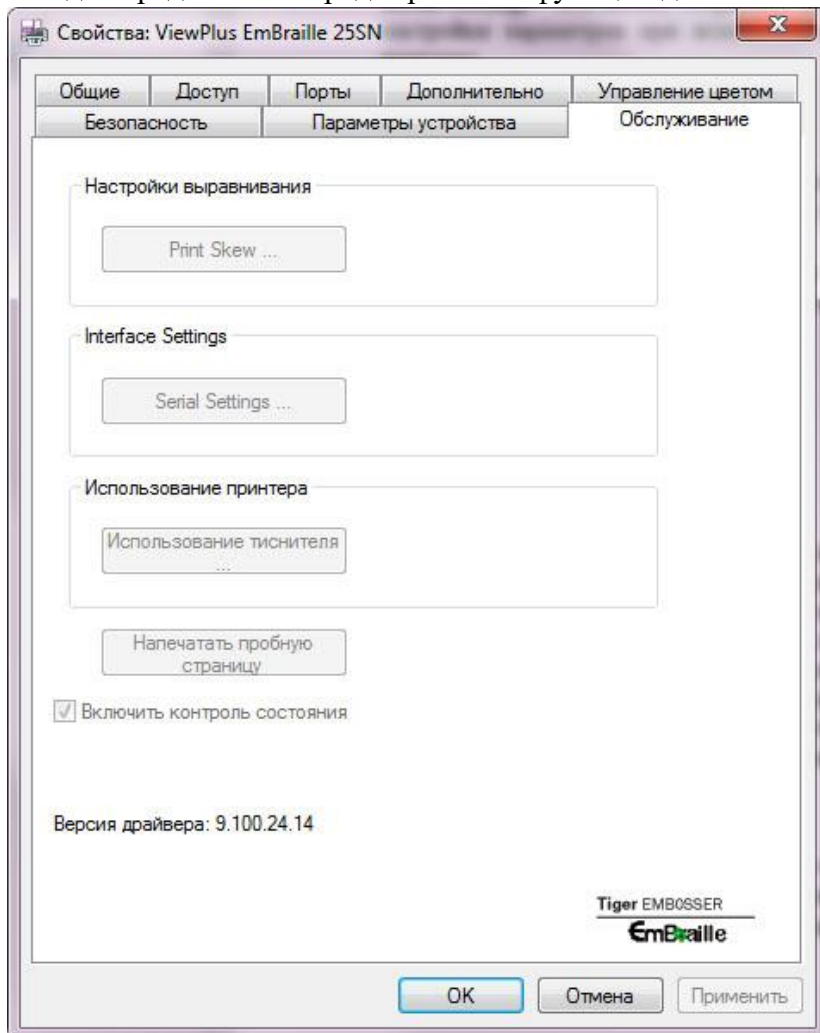 Свойства: ViewPlus EmBraille 25SN
Общие Доступ Порты Дополнительно Управление цветом
Безопасность Параметры устройства Обслуживание
Настройки выравнивания
Print Skew ...
Interface Settings
Serial Settings ...
Использование принтера
Использование тиснителя
...
Напечатать пробную
страницу
Включить контроль состояния
Версия драйвера: 9.100.24.14
Tiger EMBOSSER
EmBraille
OK Отмена Применить